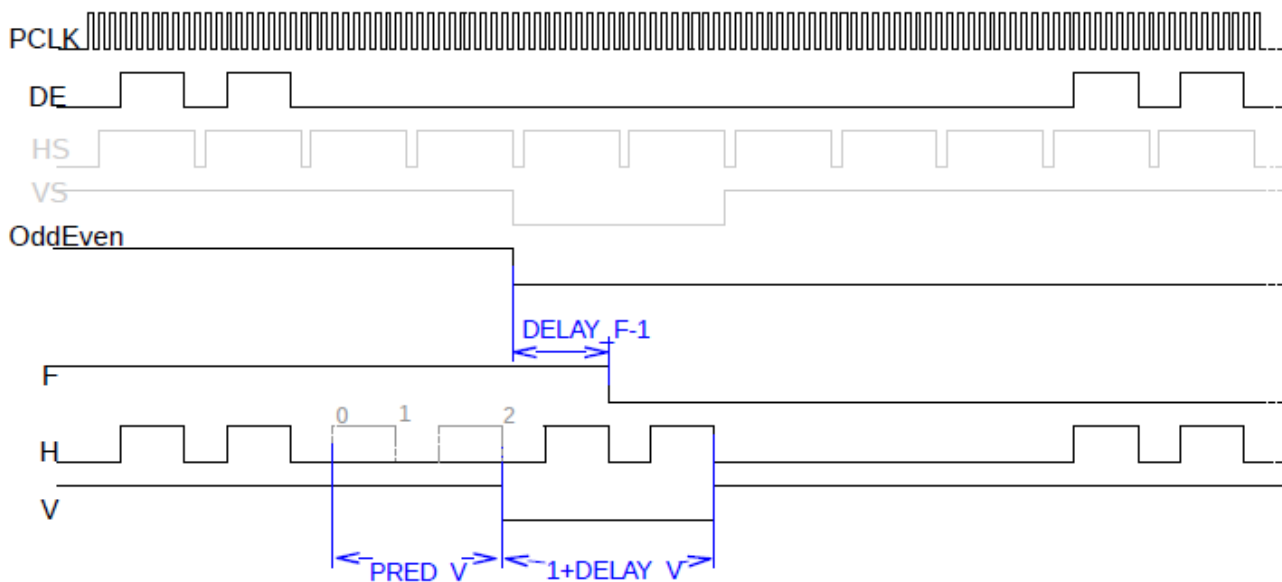 PCLK
DE
HS
VS
OddEven
DELAY_F-1
F
0 1 2
H
V
PRED_V 1+DELAY_V